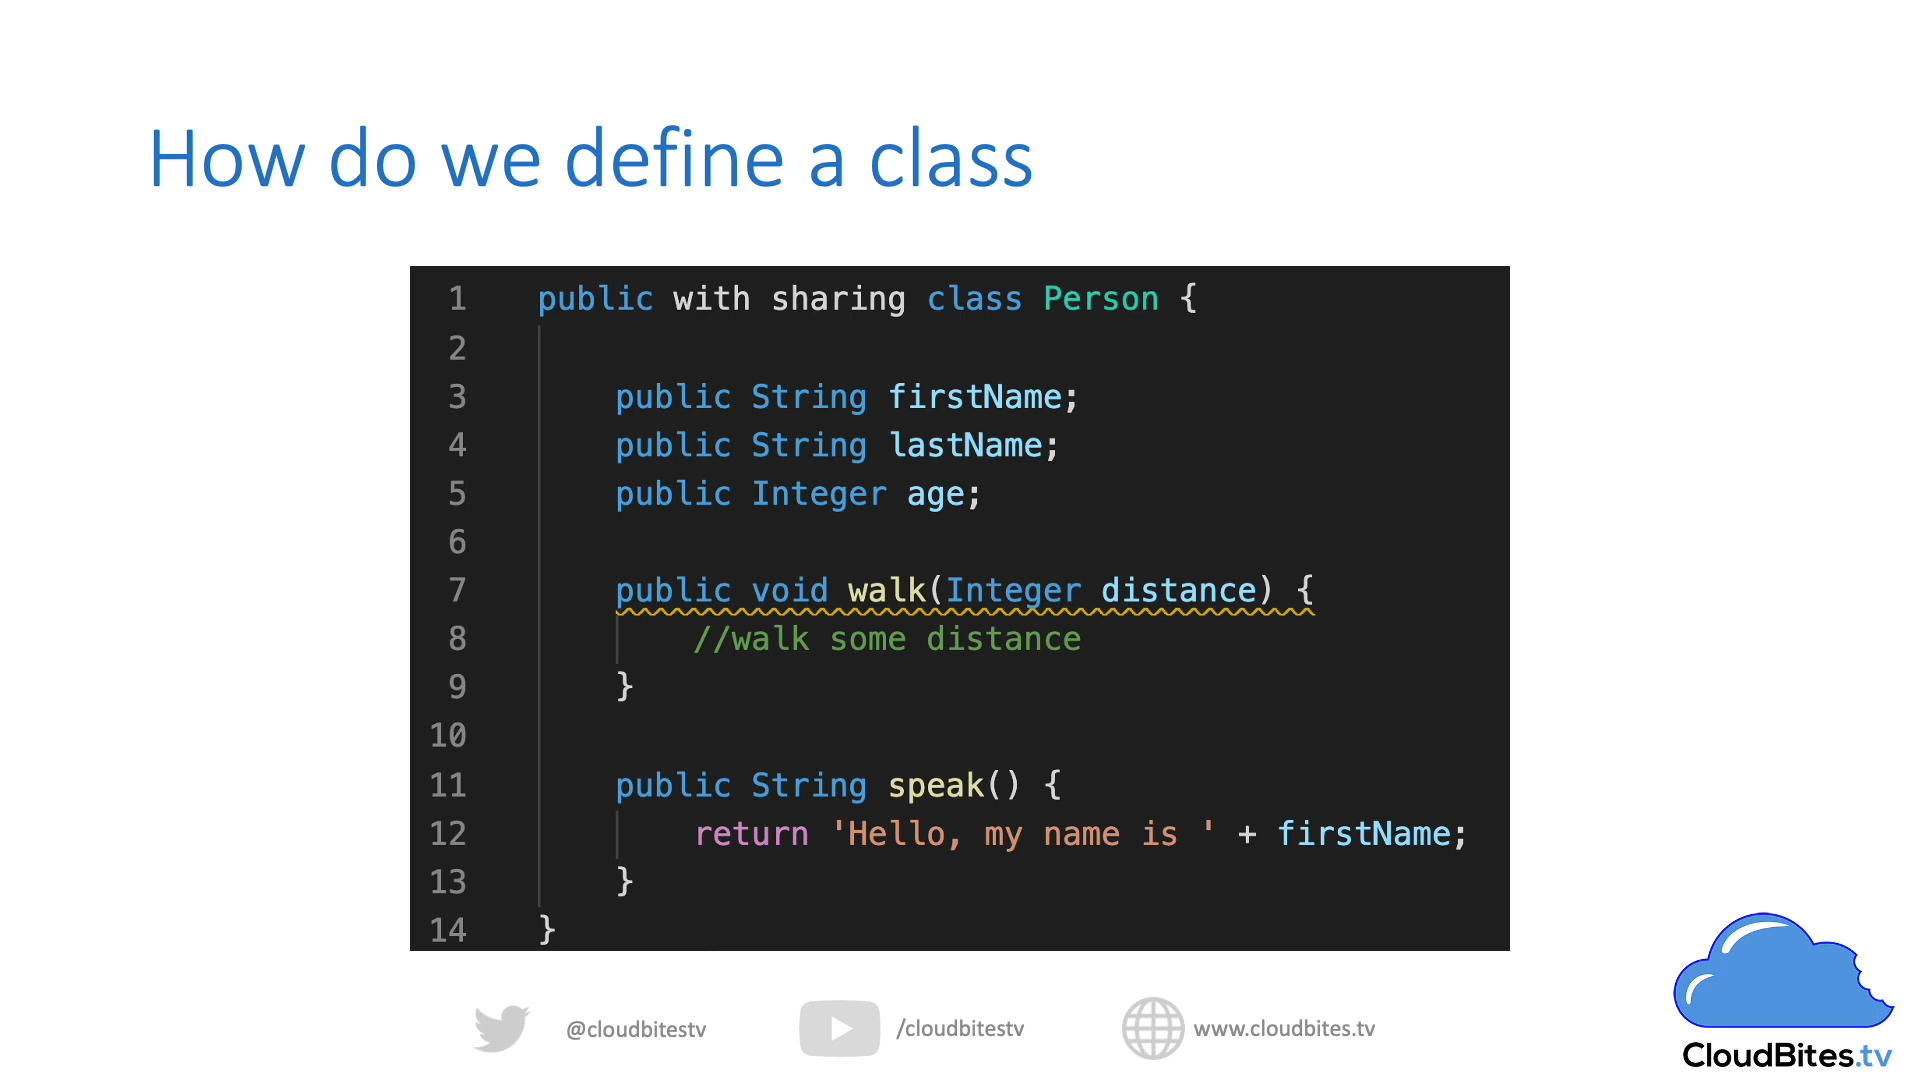 How do we define a class
1 public with sharing class Person {
2
3 public String firstName;
4 public String lastName;
5 public Integer age;
6
7 public void walk(Integer distance) {
8 //walk some distance
9 }
10
11 public String speak() {
12 return 'Hello, my name is ' + firstName;
13 }
14 }
@cloudbitestv
/cloudbitestv
www.cloudbites.tv
CloudBites.tv